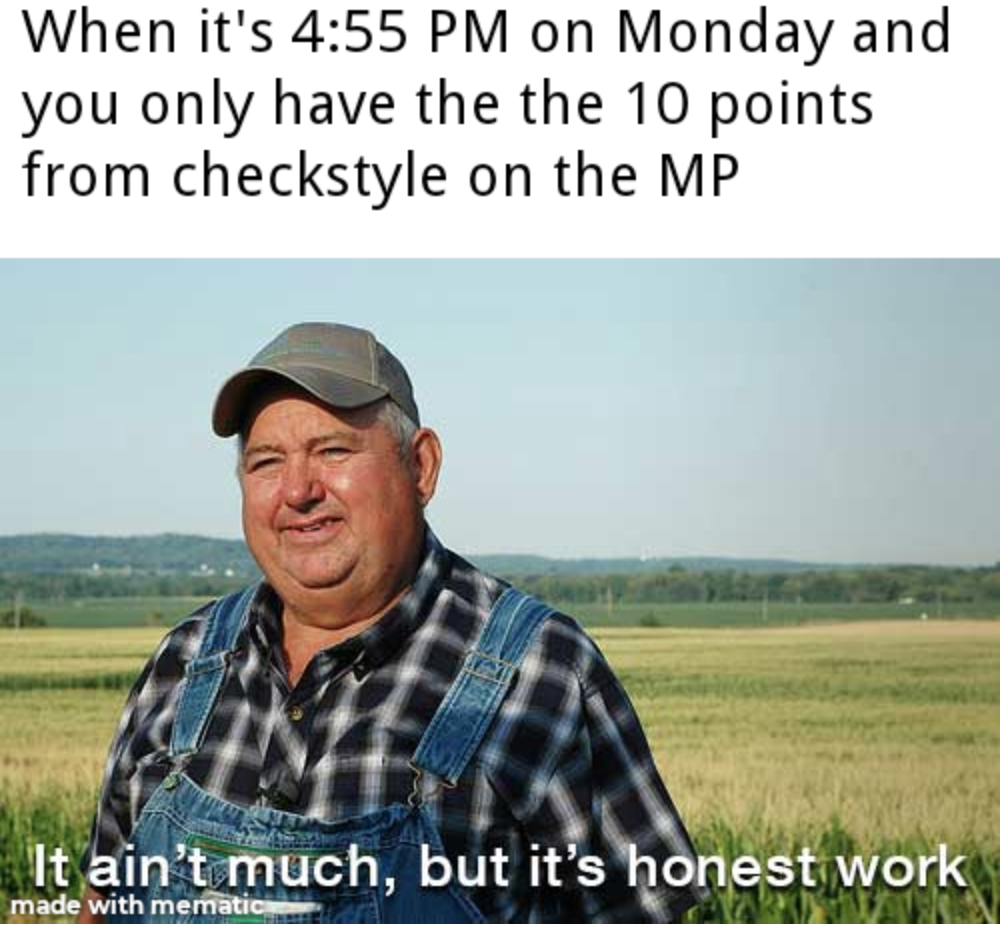 When it's 4:55 PM on Monday and
you only have the the 10 points
from checkstyle on the MP
It ain't much, but it's honest work
made with mematic